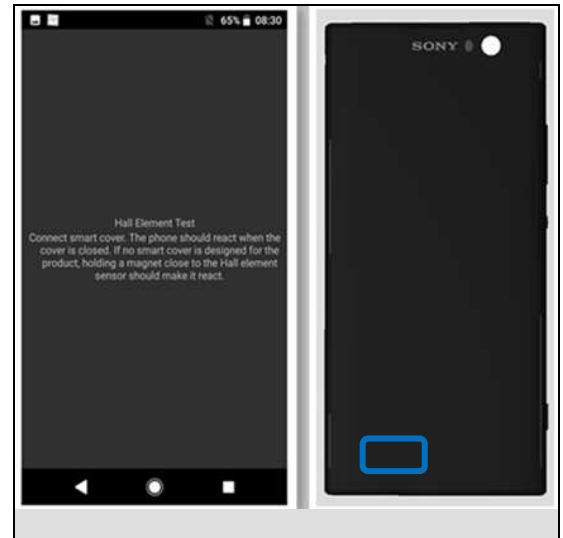 65% 08:30
Hall Element Test
Connect smart cover. The phone should react when the
cover is closed. If no smart cover is designed for the
product, holding a magnet close to the Hall element
sensor should make it react.
SONY